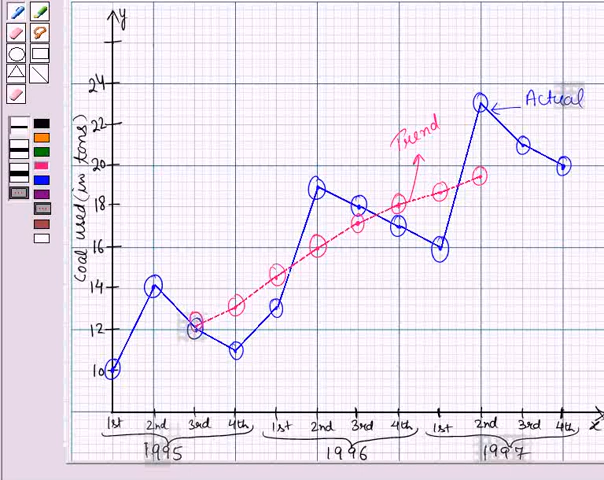 y
24
22
20
18
16
14
12
10
Coal used (in tons)
Trend
Actual
1st 2nd 3rd 4th 1st 2nd 3rd 4th 1st 2nd 3rd 4th x
1995 1996 1997